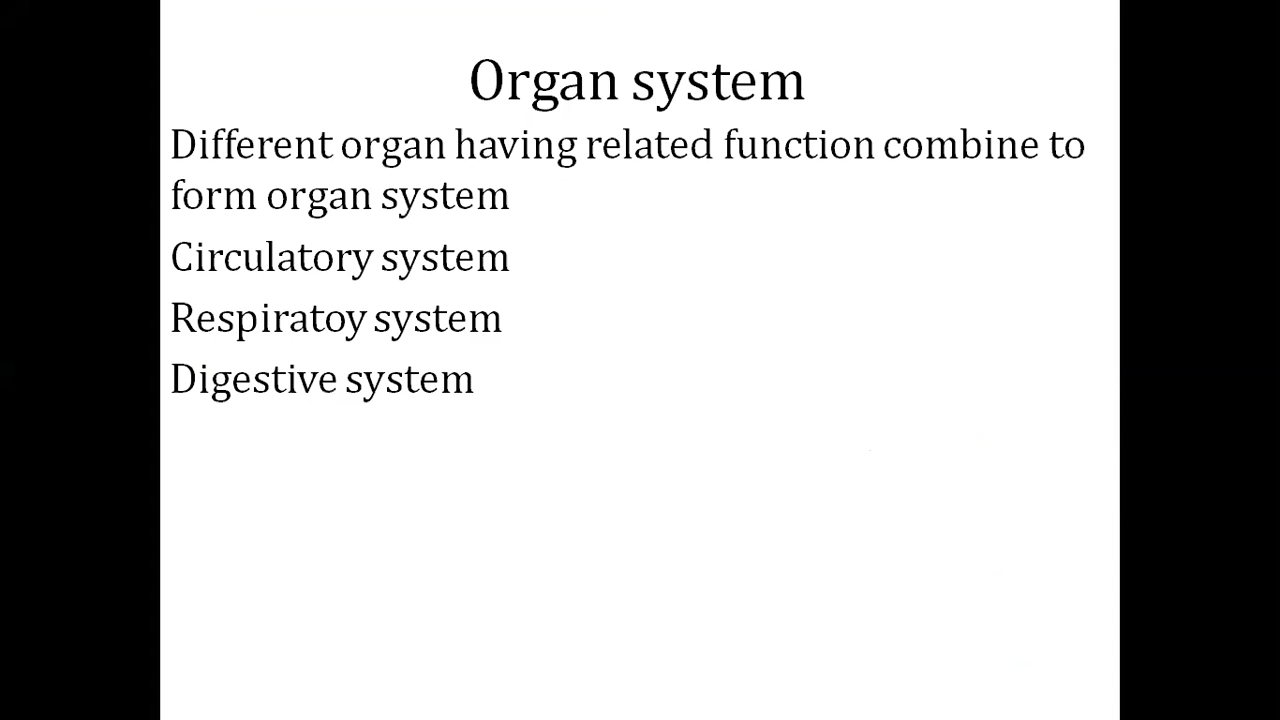 Organ system
Different organ having related function combine to
form organ system
Circulatory system
Respiratoy system
Digestive system